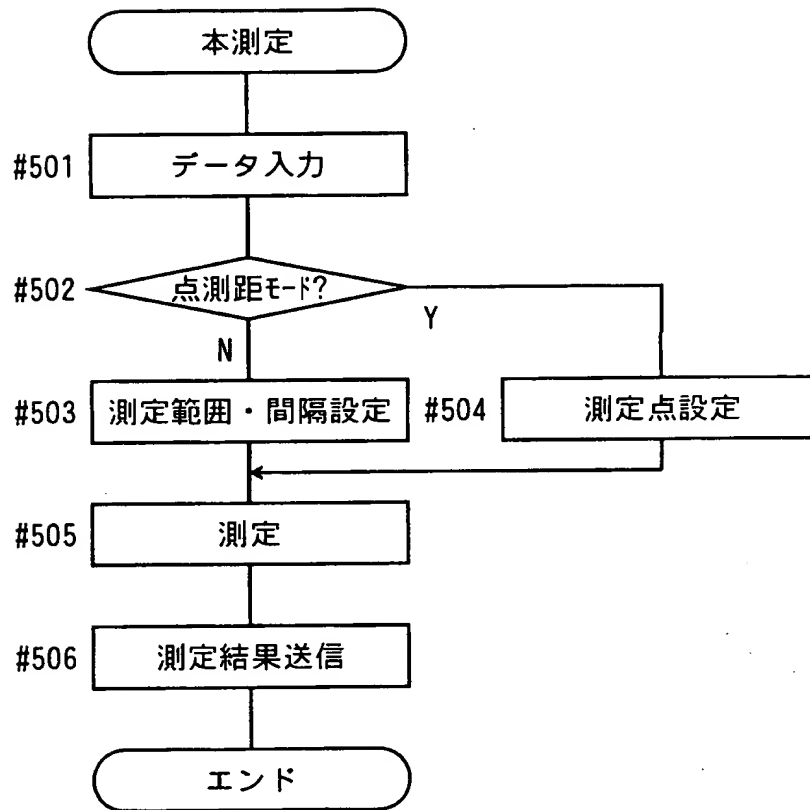 本測定
#501 データ入力
#502 点測距モード?
Y
N
#503 測定範囲・間隔設定 #504 測定点設定
#505 測定
#506 測定結果送信
エンド